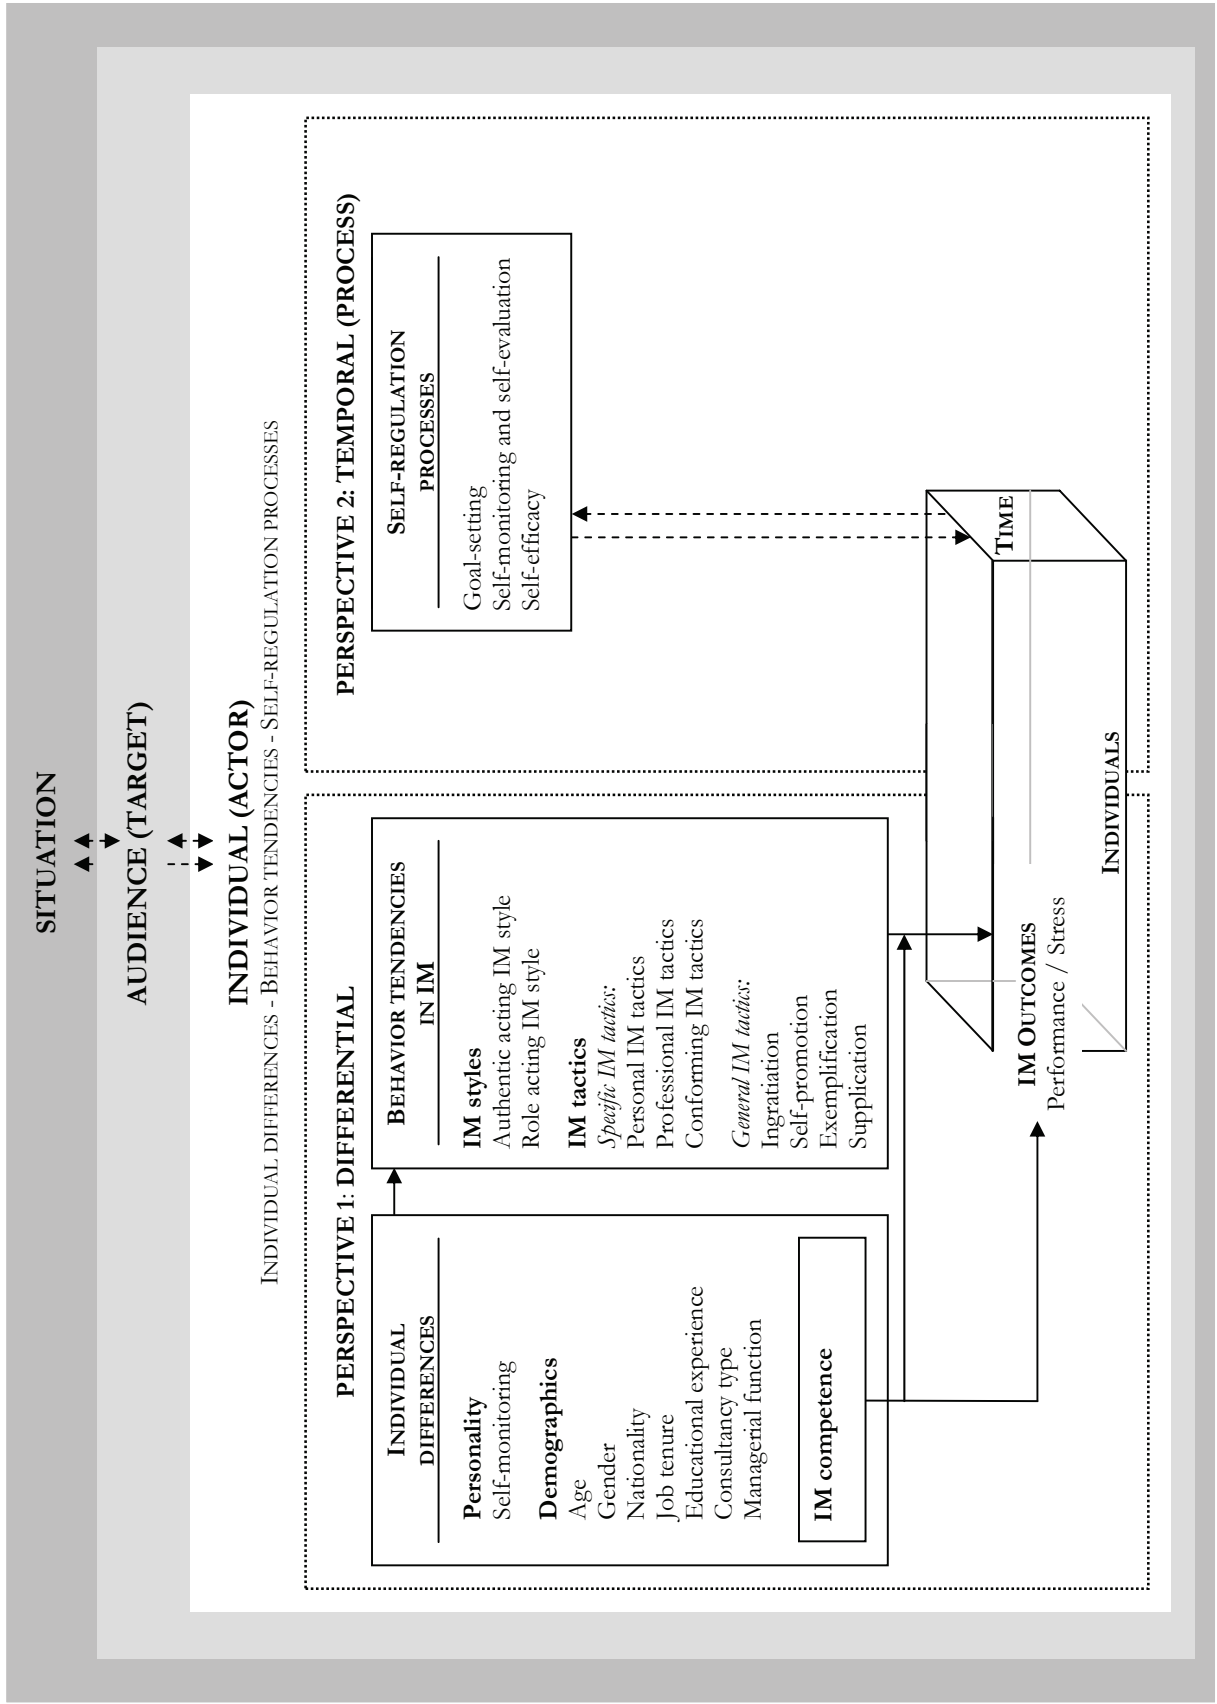 SITUATION
AUDIENCE (TARGET)
INDIVIDUAL (ACTOR)
INDIVIDUAL DIFFERENCES - BEHAVIOR TENDENCIES - SELF-REGULATION PROCESSES
PERSPECTIVE 1: DIFFERENTIAL
INDIVIDUAL
DIFFERENCES
Personality
Self-monitoring
Demographics
Age
Gender
Nationality
Job tenure
Educational experience
Consultancy type
Managerial function
IM competence
BEHAVIOR TENDENCIES
IN IM
IM styles
Authentic acting IM style
Role acting IM style
IM tactics
Specific IM tactics:
Personal IM tactics
Professional IM tactics
Conforming IM tactics
General IM tactics:
Ingratiation
Self-promotion
Exemplification
Supplication
PERSPECTIVE 2: TEMPORAL (PROCESS)
SELF-REGULATION
PROCESSES
Goal-setting
Self-monitoring and self-evaluation
Self-efficacy
TIME
IM OUTCOMES
Performance / Stress
INDIVIDUALS